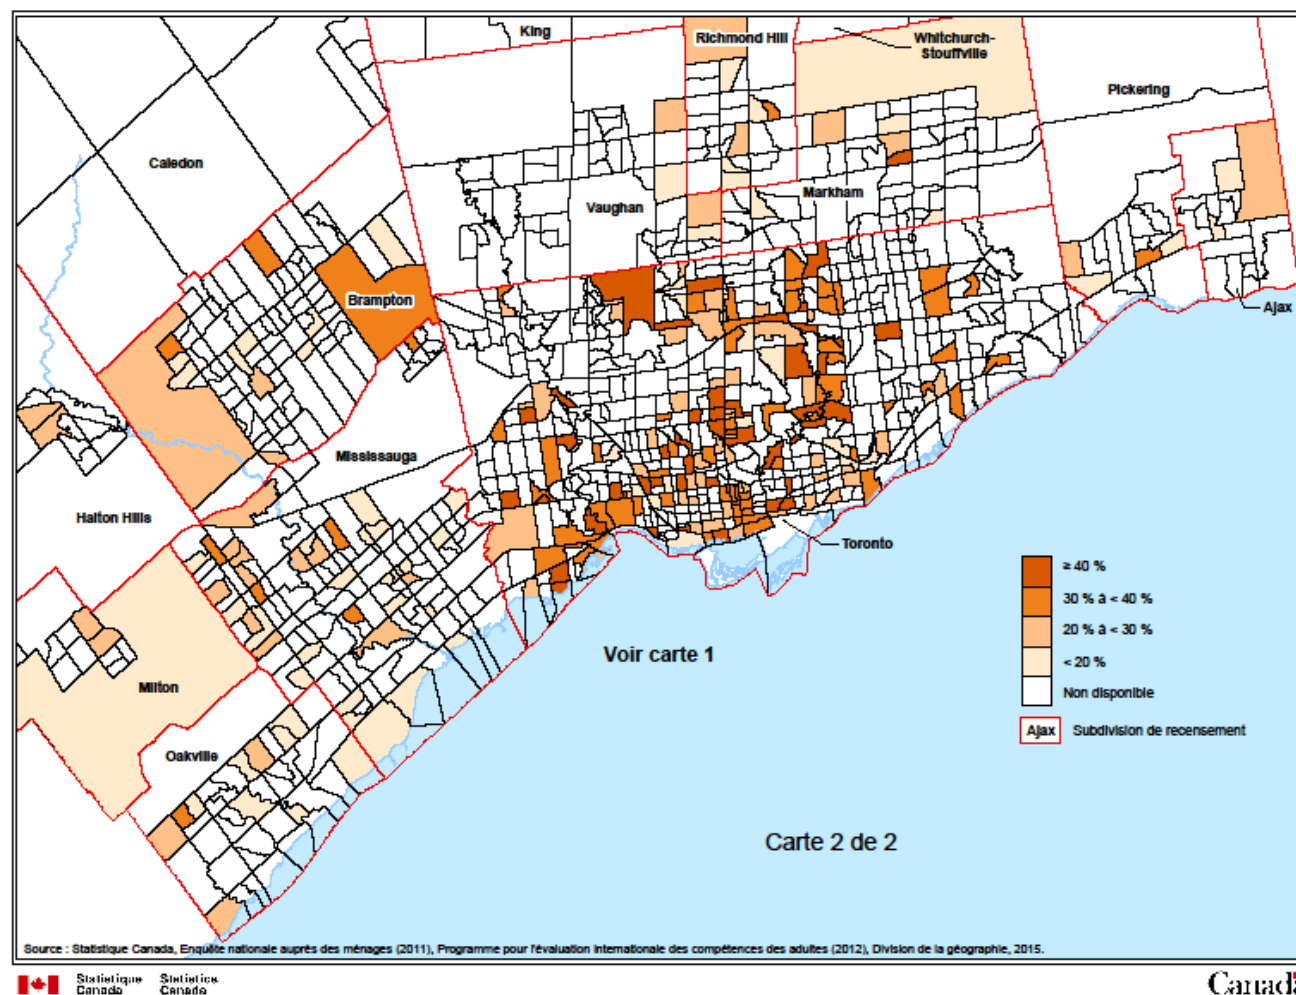 King
Richmond Hill
Whitchurch-
Stouffville
Pickering
Caledon
Vaughan
Markham
Brampton
Ajax
Mississauga
Halton Hills
Toronto
≥ 40 %
30 % à < 40 %
20 % à < 30 %
< 20 %
Non disponible
Ajax Subdivision de recensement
Voir carte 1
Milton
Oakville
Carte 2 de 2
Source : Statistique Canada, Enquête nationale auprès des ménages (2011), Programme pour l'évaluation internationale des compétences des adultes (2012), Division de la géographie, 2015.
Statistique Statistics
Canada Canada
Canada